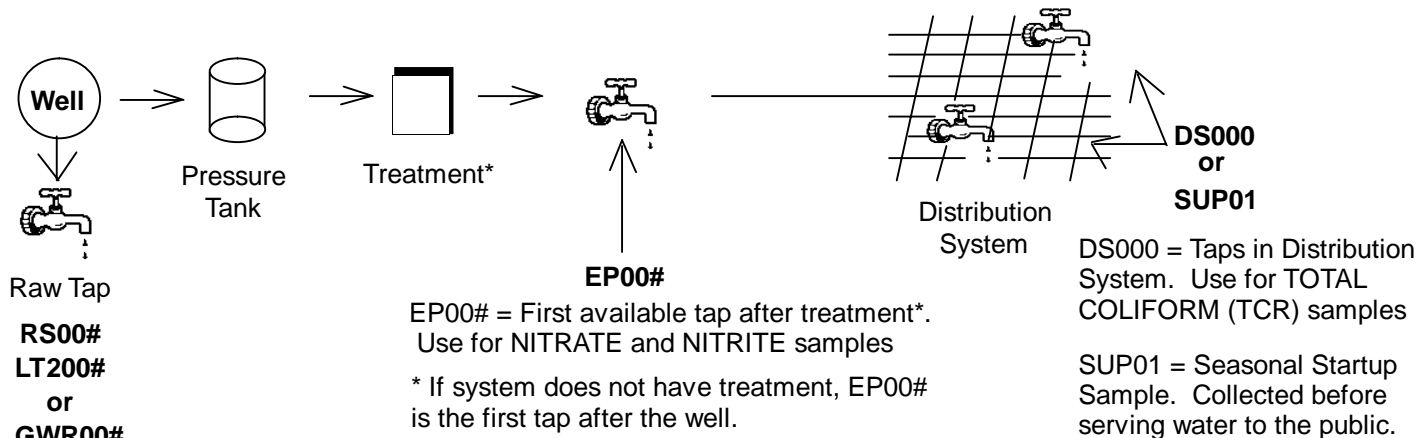 Well
Pressure
Tank
Treatment*
Raw Tap
RS00#
LT200#
or
GWR00#
EP00#
EP00# = First available tap after treatment*.
Use for NITRATE and NITRITE samples
* If system does not have treatment, EP00#
is the first tap after the well.
Distribution
System
DS000
or
SUP01
DS000 = Taps in Distribution
System. Use for TOTAL
COLIFORM (TCR) samples
SUP01 = Seasonal Startup
Sample. Collected before
serving water to the public.